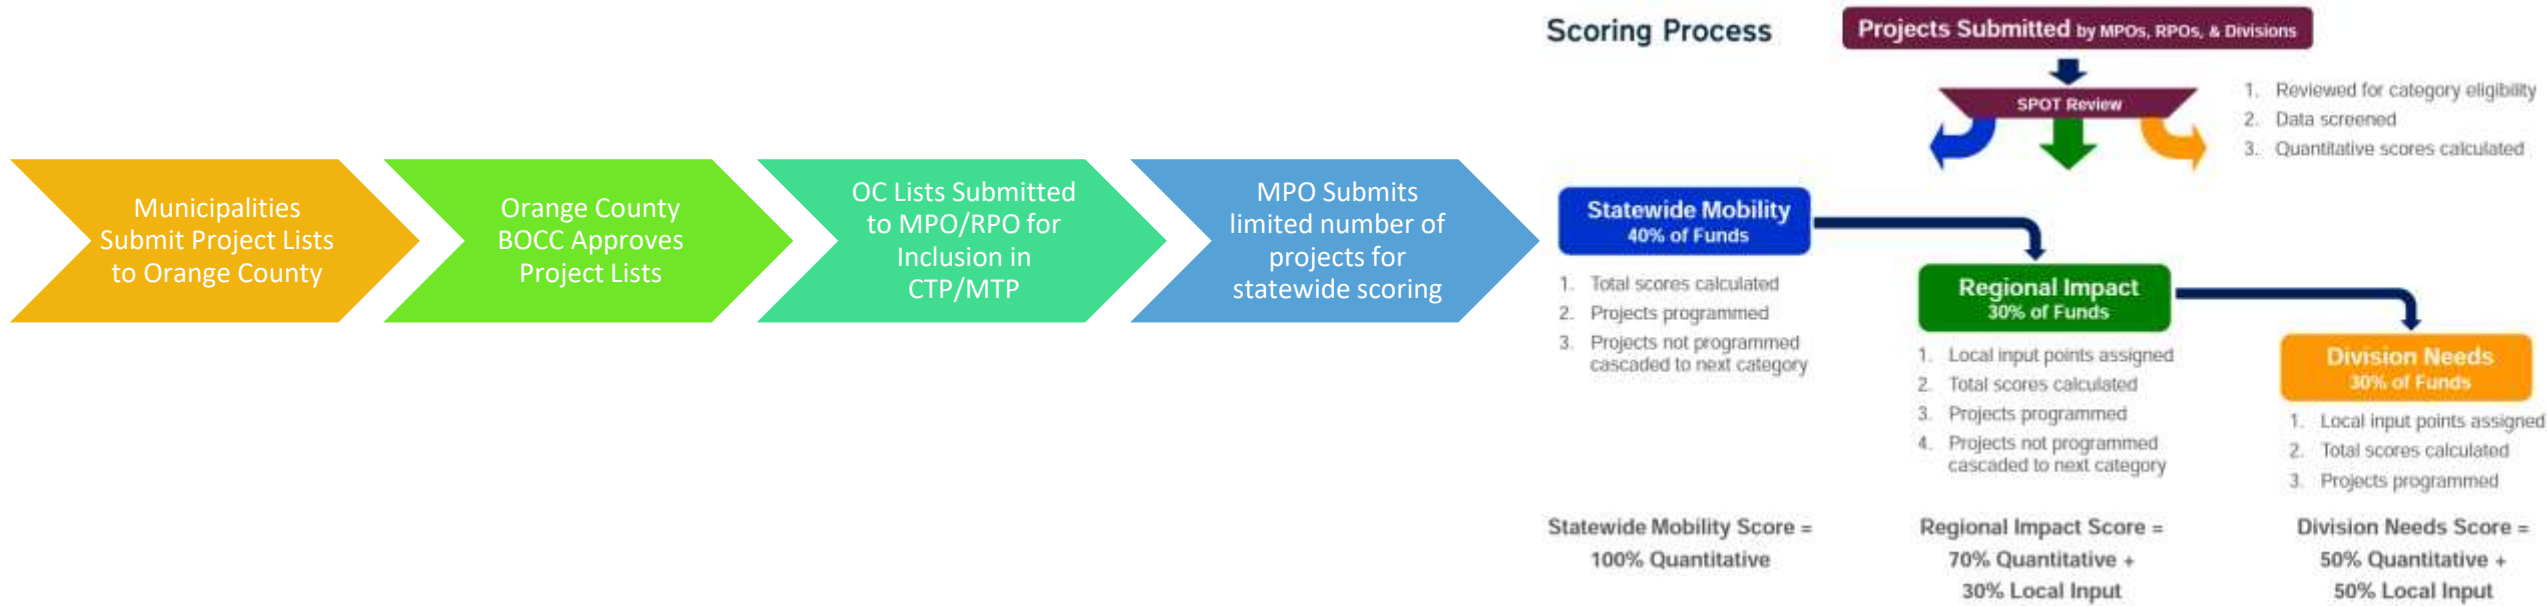 Municipalities
Submit Project Lists
to Orange County
Orange County
BOCC Approves
Project Lists
OC Lists Submitted
to MPO/RPO for
Inclusion in
CTP/MTP
MPO Submits
limited number of
projects for
statewide scoring
Scoring Process
Projects Submitted by MPOs, RPOs, & Divisions
SPOT Review
1. Reviewed for category eligibility
2. Data screened
3. Quantitative scores calculated
Statewide Mobility
40% of Funds
1. Total scores calculated
2. Projects programmed
3. Projects not programmed
cascaded to next category
Regional Impact
30% of Funds
1. Local input points assigned
2. Total scores calculated
3. Projects programmed
4. Projects not programmed
cascaded to next category
Division Needs
30% of Funds
1. Local input points assigned
2. Total scores calculated
3. Projects programmed
Statewide Mobility Score =
100% Quantitative
Regional Impact Score =
70% Quantitative +
30% Local Input
Division Needs Score =
50% Quantitative +
50% Local Input